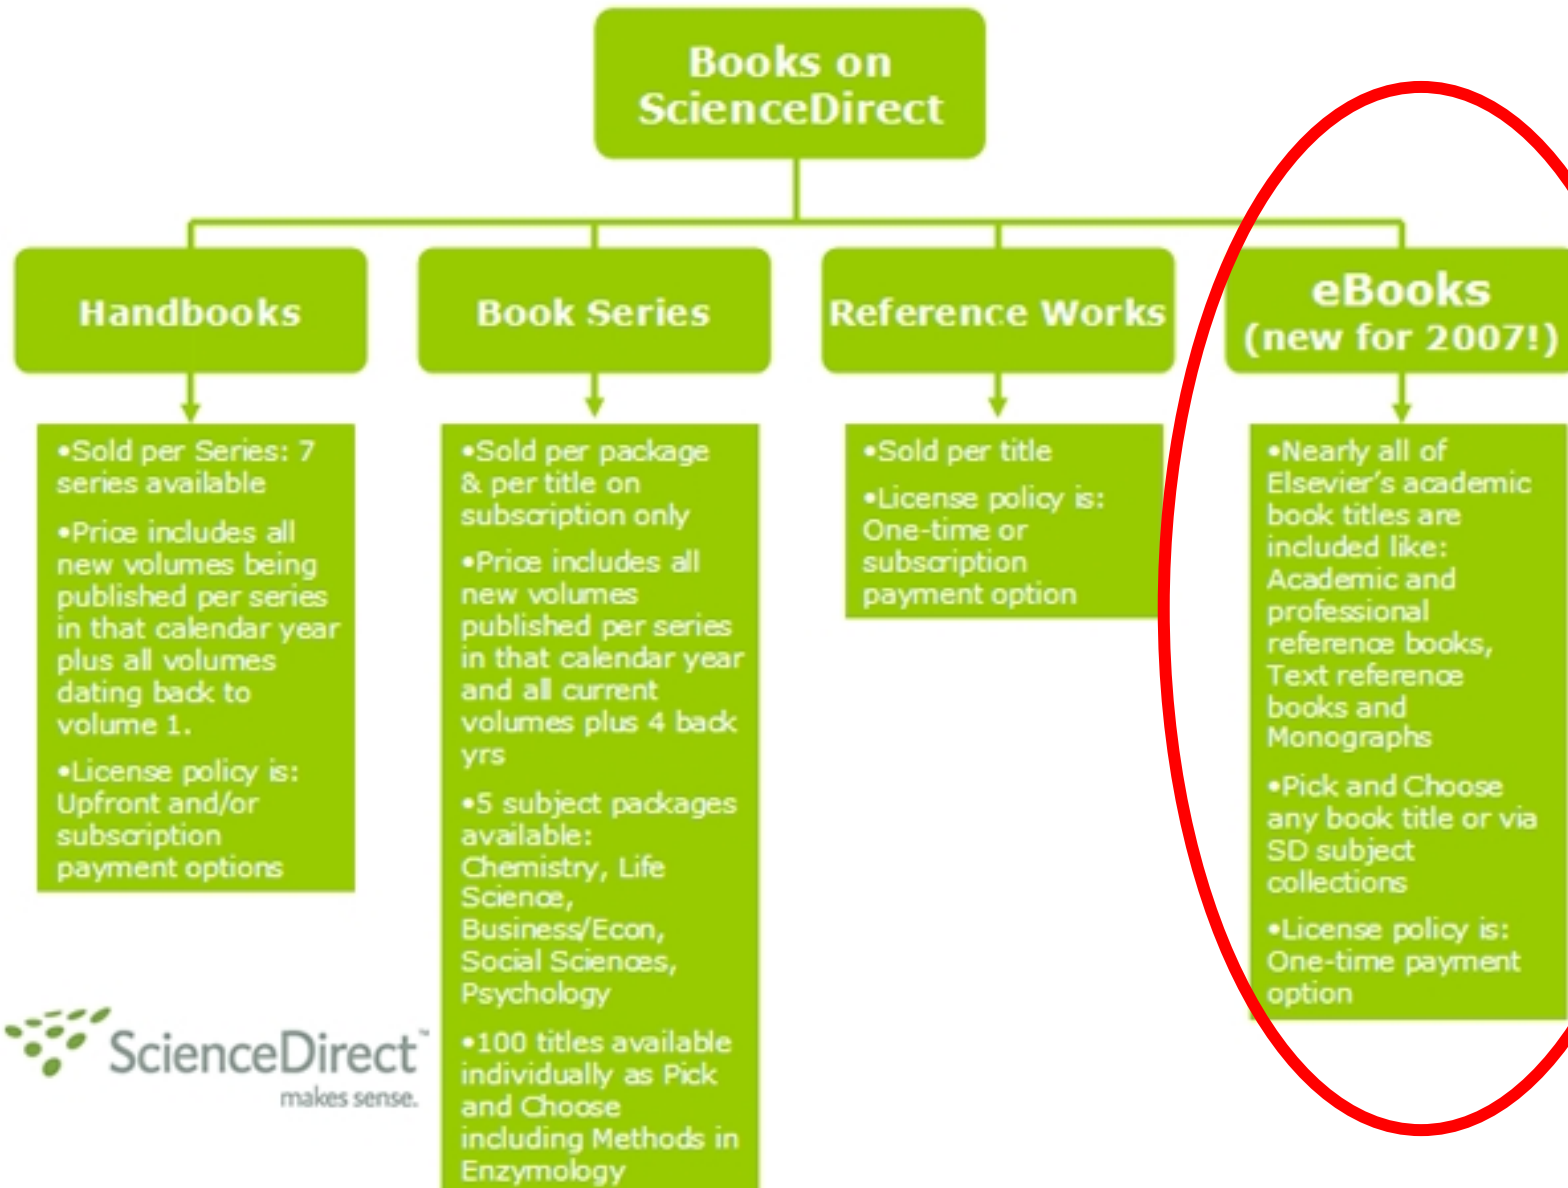 Books on
ScienceDirect
Handbooks
Book Series
Reference Works
eBooks
(new for 2007!)
•Sold per Series: 7
series available
•Price includes all
new volumes being
published per series
in that calendar year
plus all volumes
dating back to
volume 1.
•License policy is:
Upfront and/or
subscription
payment options
•Sold per package
& per title on
subscription only
•Price includes all
new volumes
published per series
in that calendar year
and all current
volumes plus 4 back
yrs
•5 subject packages
available:
Chemistry, Life
Science,
Business/Econ,
Social Sciences,
Psychology
•100 titles available
individually as Pick
and Choose
including Methods in
Enzymology
•Sold per title
•License policy is:
One-time or
subscription
payment option
•Nearly all of
Elsevier's academic
book titles are
included like:
Academic and
professional
reference books,
Text reference
books and
Monographs
•Pick and Choose
any book title or via
SD subject
collections
•License policy is:
One-time payment
option
ScienceDirect™
makes sense.